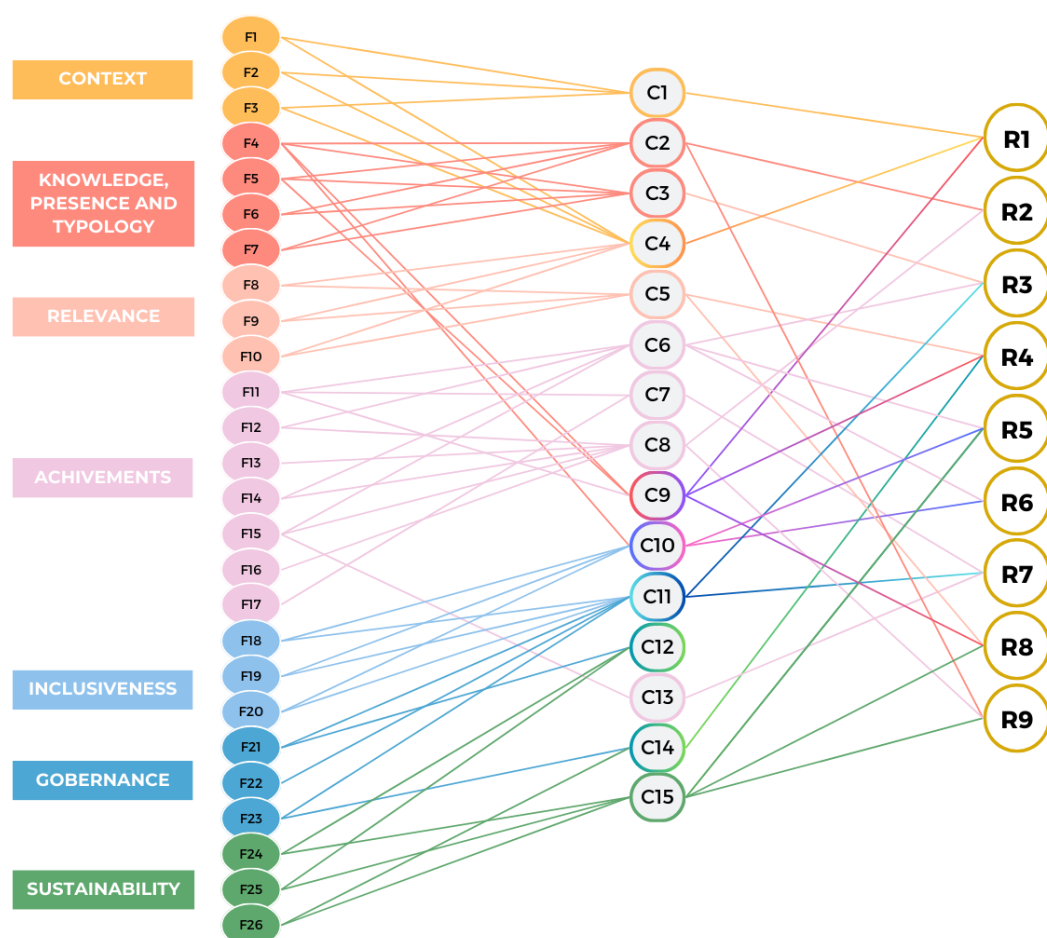 CONTEXT
KNOWLEDGE,
PRESENCE AND
TYPOLOGY
RELEVANCE
ACHIVEMENTS
INCLUSIVENESS
GOBERNANCE
SUSTAINABILITY
F1
F2
F3
F4
F5
F6
F7
F8
F9
F10
F11
F12
F13
F14
F15
F16
F17
F18
F19
F20
F21
F22
F23
F24
F25
F26
C1
C2
C3
C4
C5
C6
C7
C8
C9
C10
C11
C12
C13
C14
C15
R1
R2
R3
R4
R5
R6
R7
R8
R9